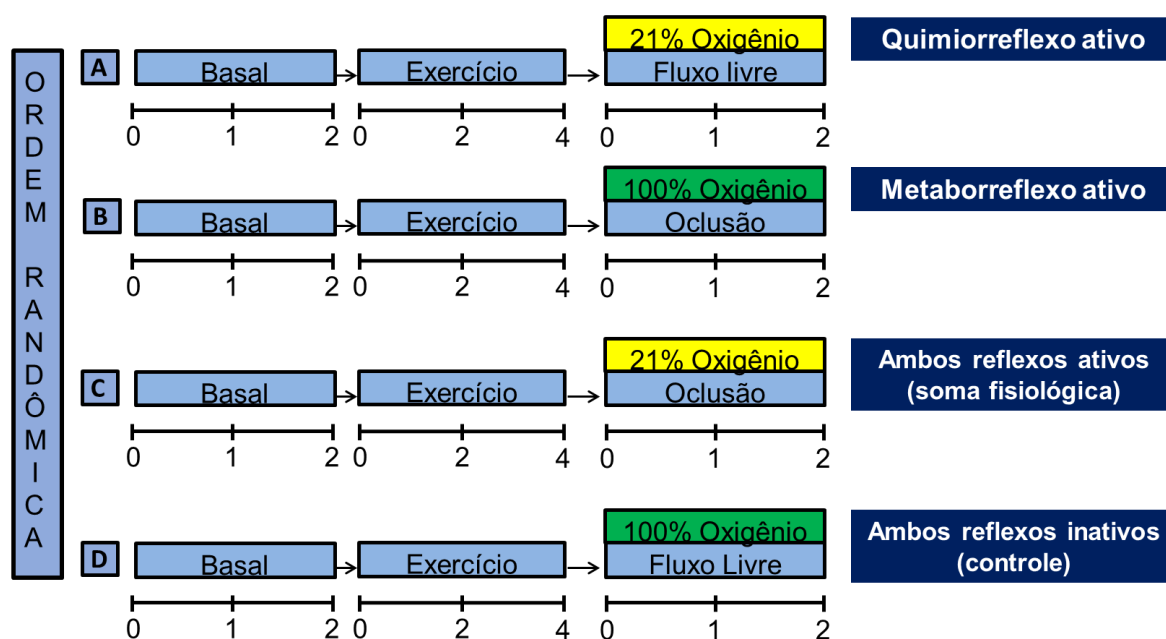 ORDEM RANDÔMICA
21% Oxigênio
Quimiorreflexo ativo
A
Basal
Exercício
Fluxo livre
0 1 2 0 2 4 0 1 2
100% Oxigênio
Metaborreflexo ativo
B
Basal
Exercício
Oclusão
0 1 2 0 2 4 0 1 2
21% Oxigênio
Ambos reflexos ativos
(soma fisiológica)
C
Basal
Exercício
Oclusão
0 1 2 0 2 4 0 1 2
100% Oxigênio
Ambos reflexos inativos
(controle)
D
Basal
Exercício
Fluxo Livre
0 1 2 0 2 4 0 1 2